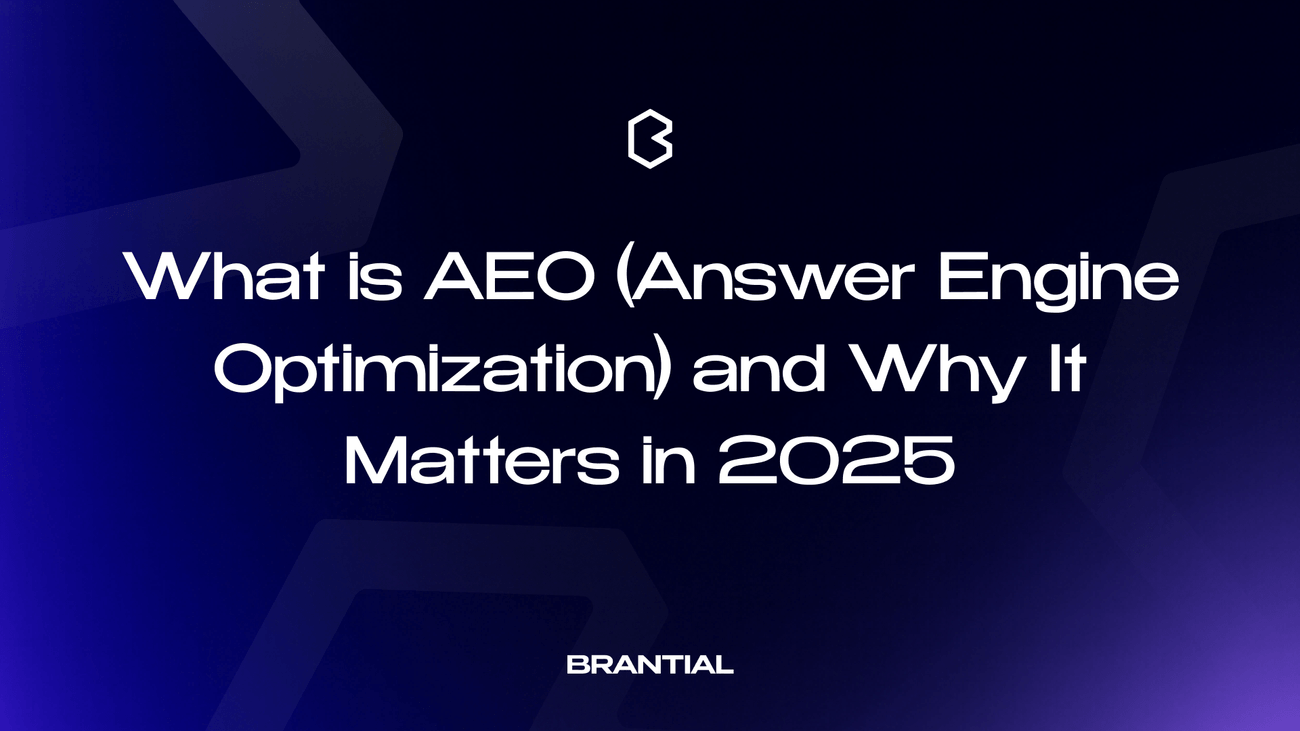 What is AEO (Answer Engine
Optimization) and Why It
Matters in 2025
BRANTIAL